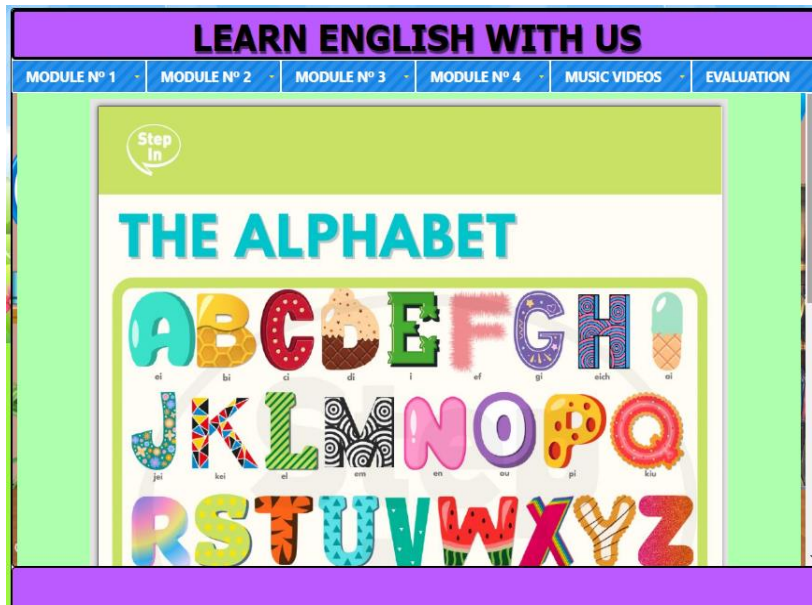 LEARN ENGLISH WITH US
MODULE Nº 1 MODULE Nº 2 MODULE Nº 3 MODULE Nº 4 MUSIC VIDEOS EVALUATION
Step
in
THE ALPHABET
A B C D E F G H I
ei bi ci di i ef gi eich ai
J K L M N O P Q
jei kei el em en ou pi kiu
R S T U V W X Y Z